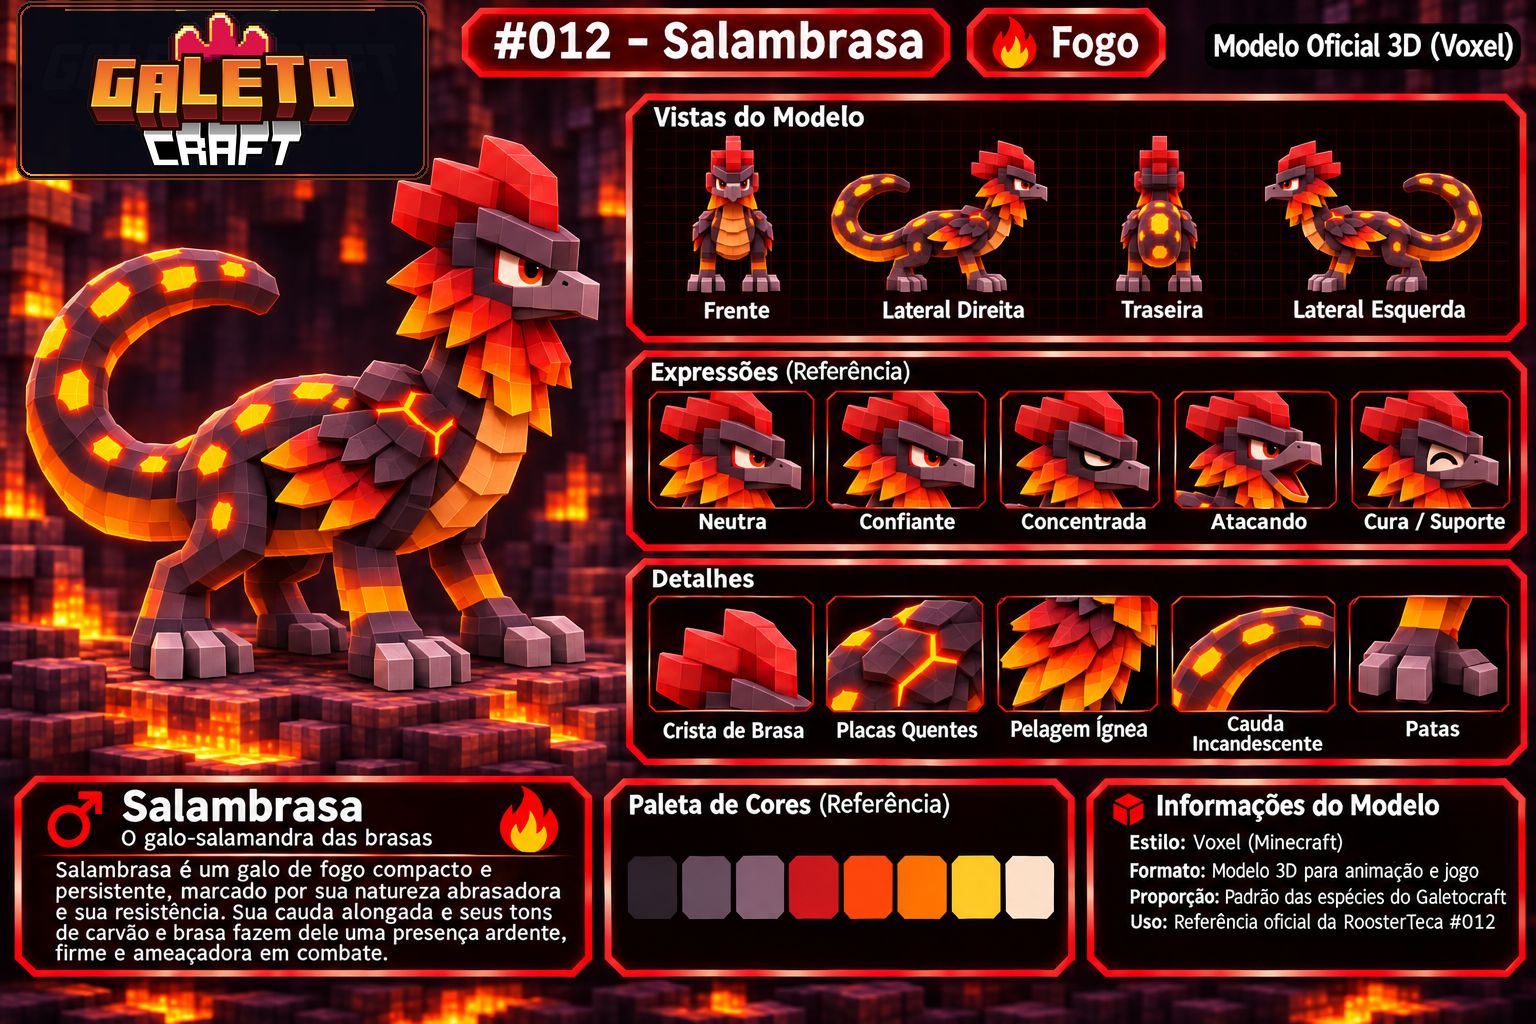 GALETO
CRAFT
#012 - Salambrasa
Fogo
Modelo Oficial 3D (Voxel)
Vistas do Modelo
Frente
Lateral Direita
Traseira
Lateral Esquerda
Expressões (Referência)
Neutra
Confiante
Concentrada
Atacando
Cura / Suporte
Detalhes
Crista de Brasa
Placas Quentes
Pelagem Ígnea
Cauda
Incandescente
Patas
Salambrasa
O galo-salamandra das brasas
Salambrasa é um galo de fogo compacto e
persistente, marcado por sua natureza abrasadora
e sua resistência. Sua cauda alongada e seus tons
de carvão e brasa fazem dele uma presença ardente,
firme e ameaçadora em combate.
Paleta de Cores (Referência)
Informações do Modelo
Estilo: Voxel (Minecraft)
Formato: Modelo 3D para animação e jogo
Proporção: Padrão das espécies do Galetocraft
Uso: Referência oficial da RoosterTeca #012